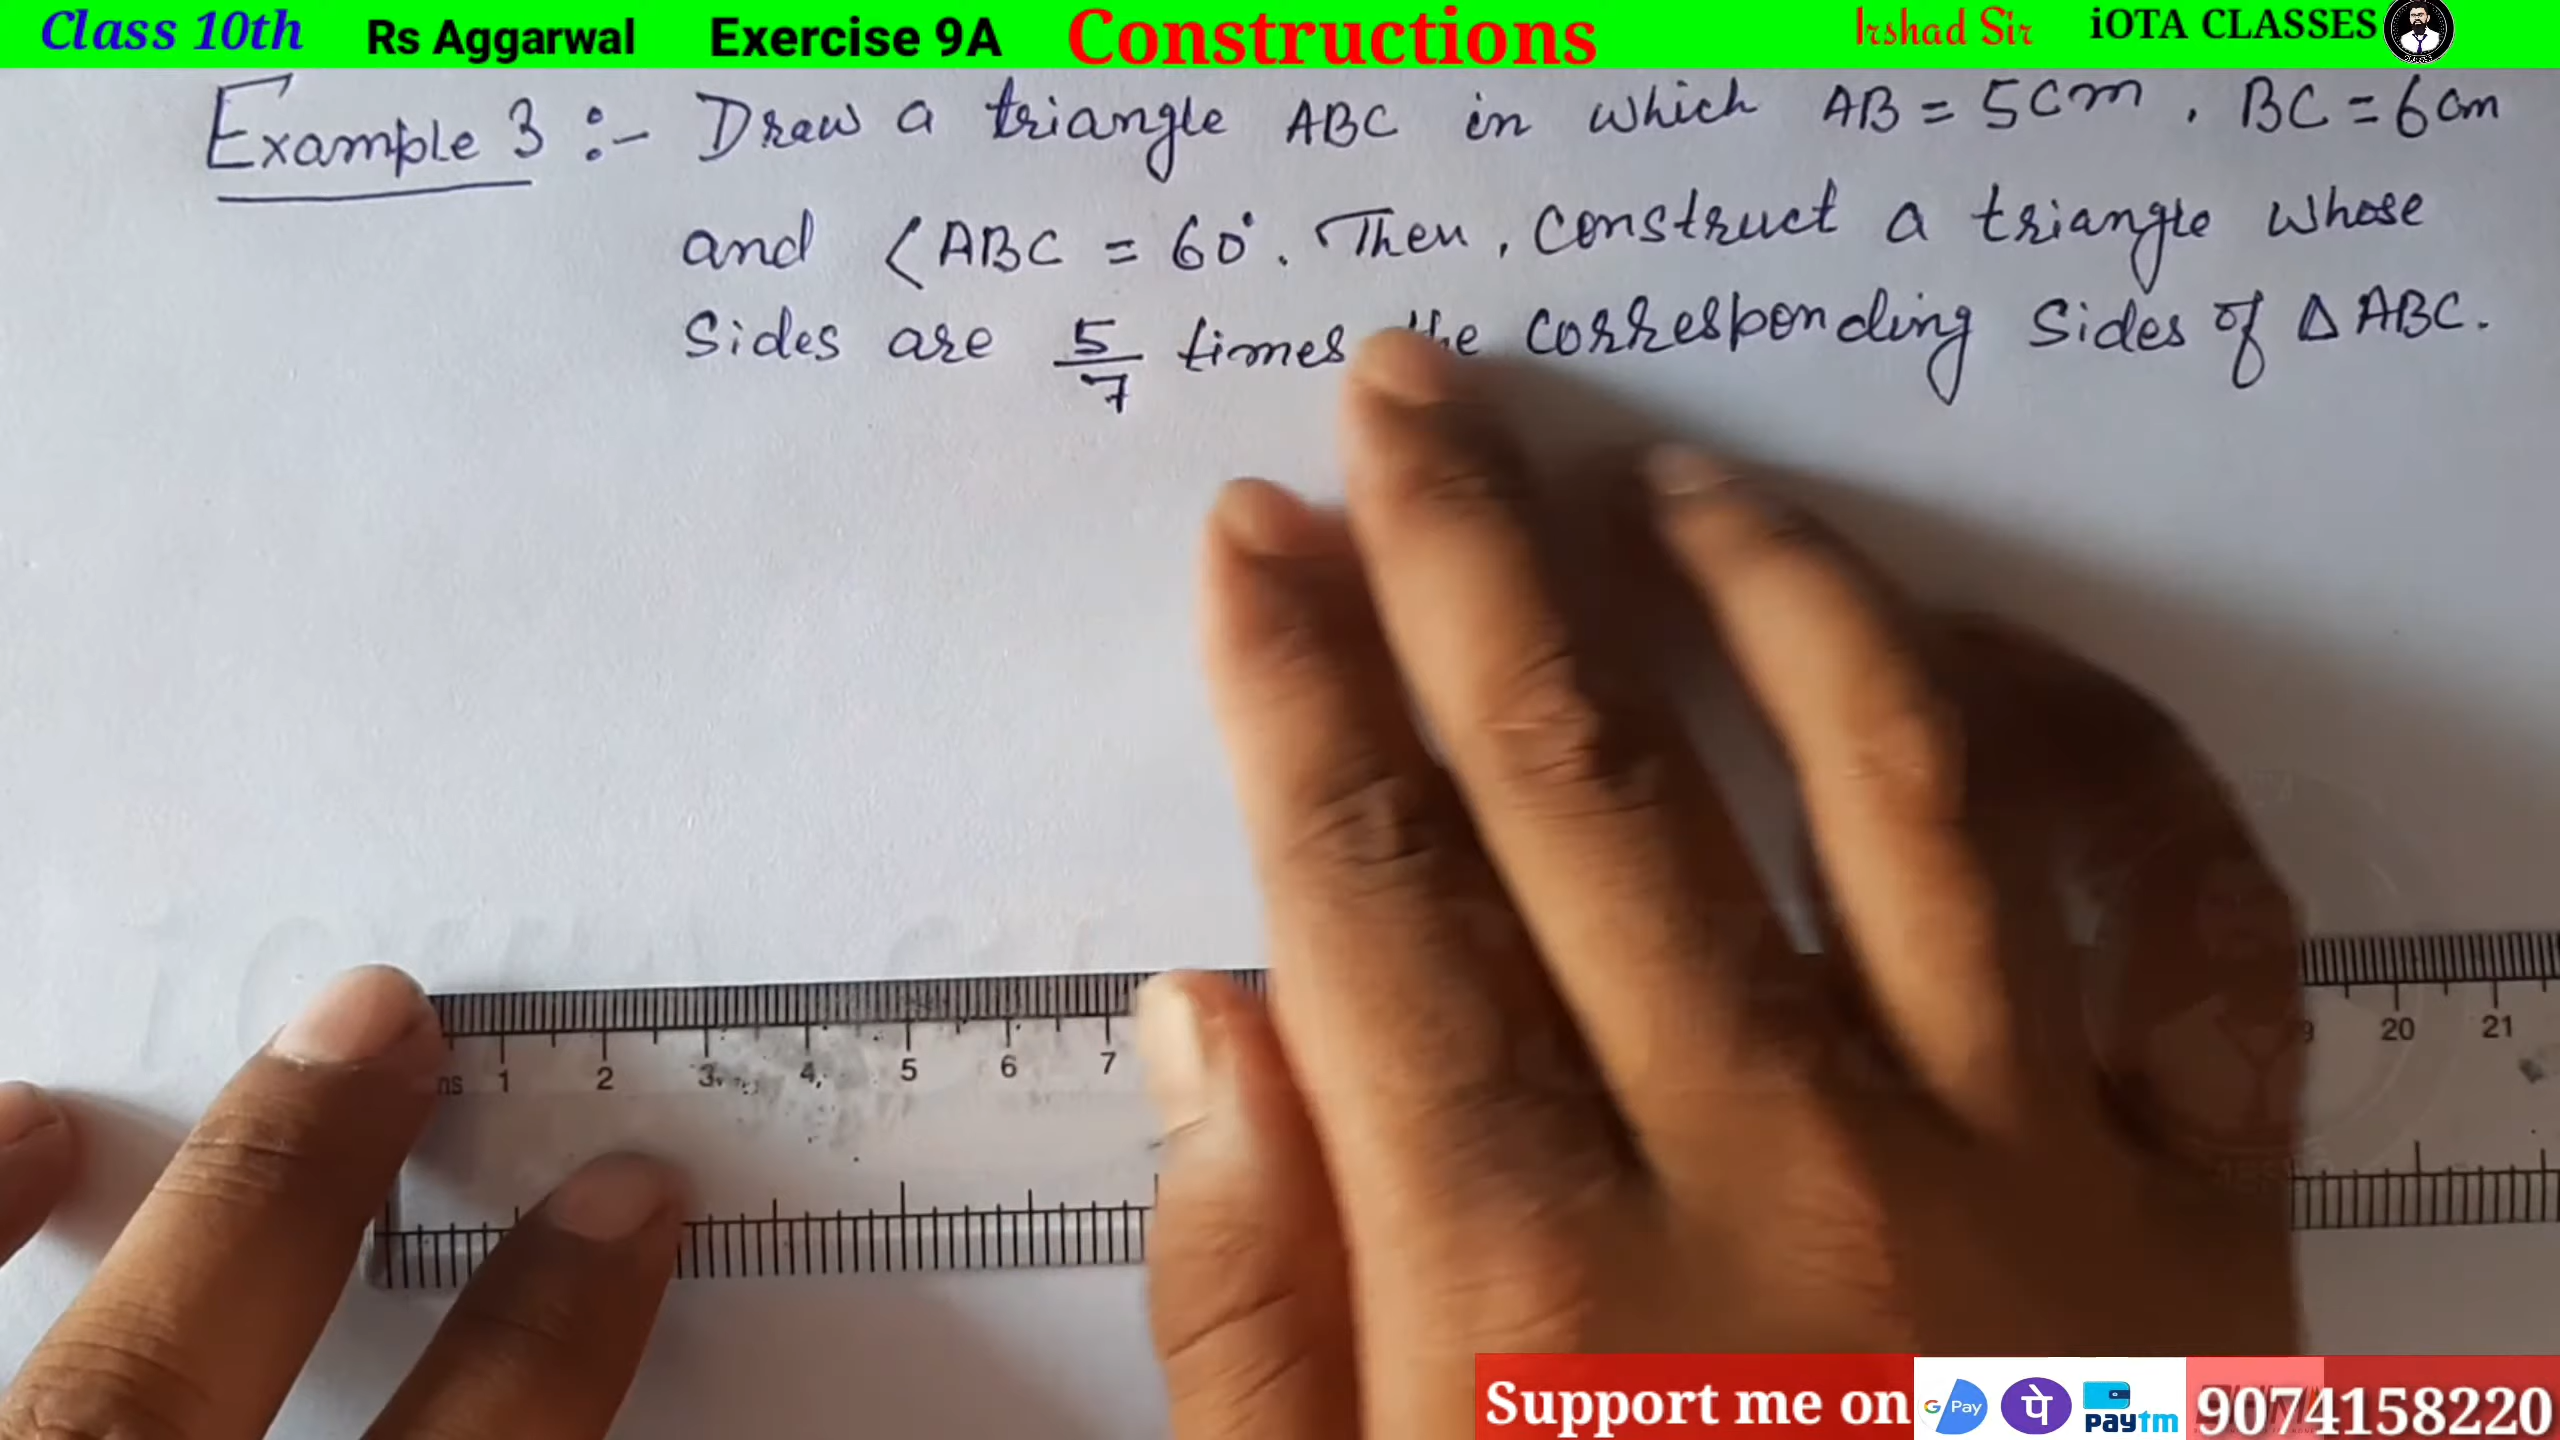 Class 10th Rs Aggarwal Exercise 9A Constructions Irshad Sir iOTA CLASSES
Example 3 :- Draw a triangle ABC in which AB = 5cm , BC = 6cm
and <ABC = 60°. Then, construct a triangle whose
Sides are 5/7 times the corresponding sides of Δ ABC.
1 2 3 4 5 6 7 20 21
Support me on G Pay पे paytm 9074158220